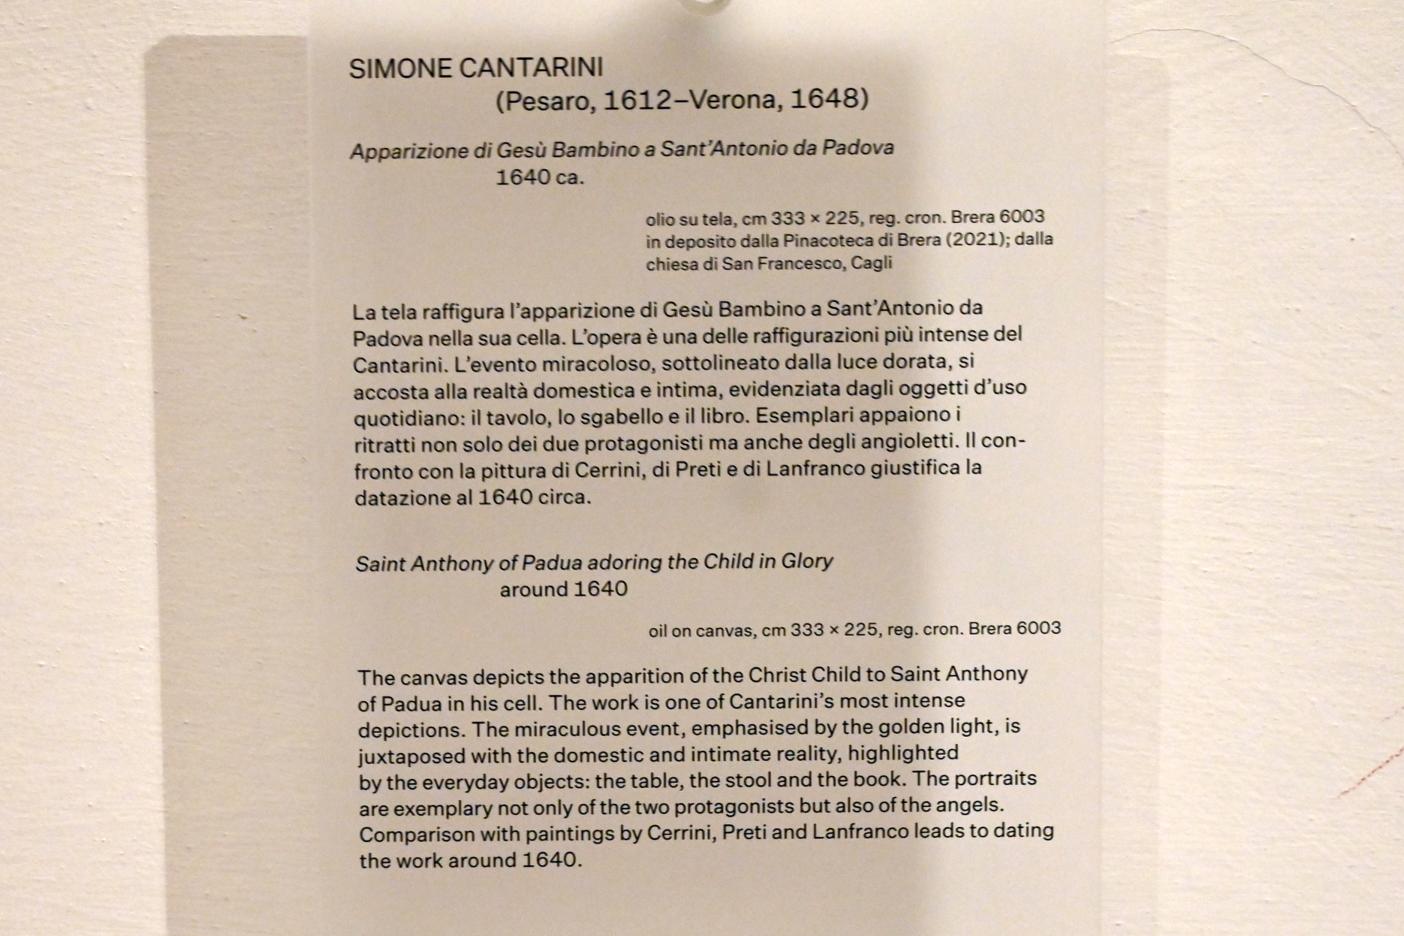 SIMONE CANTARINI
(Pesaro, 1612–Verona, 1648)
Apparizione di Gesù Bambino a Sant’Antonio da Padova
1640 ca.
olio su tela, cm 333 × 225, reg. cron. Brera 6003
in deposito dalla Pinacoteca di Brera (2021); dalla
chiesa di San Francesco, Cagli
La tela raffigura l’apparizione di Gesù Bambino a Sant’Antonio da
Padova nella sua cella. L’opera è una delle raffigurazioni più intense del
Cantarini. L’evento miracoloso, sottolineato dalla luce dorata, si
accosta alla realtà domestica e intima, evidenziata dagli oggetti d’uso
quotidiano: il tavolo, lo sgabello e il libro. Esemplari appaiono i
ritratti non solo dei due protagonisti ma anche degli angioletti. Il con-
fronto con la pittura di Cerrini, di Preti e di Lanfranco giustifica la
datazione al 1640 circa.
Saint Anthony of Padua adoring the Child in Glory
around 1640
oil on canvas, cm 333 × 225, reg. cron. Brera 6003
The canvas depicts the apparition of the Christ Child to Saint Anthony
of Padua in his cell. The work is one of Cantarini’s most intense
depictions. The miraculous event, emphasised by the golden light, is
juxtaposed with the domestic and intimate reality, highlighted
by the everyday objects: the table, the stool and the book. The portraits
are exemplary not only of the two protagonists but also of the angels.
Comparison with paintings by Cerrini, Preti and Lanfranco leads to dating
the work around 1640.